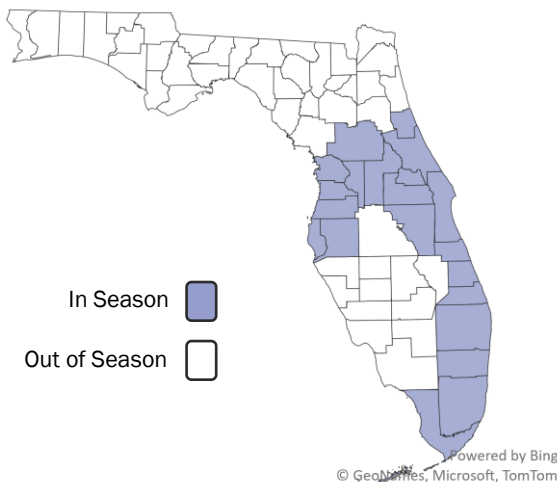 In Season
Out of Season
Powered by Bing
© GeoNames, Microsoft, TomTom